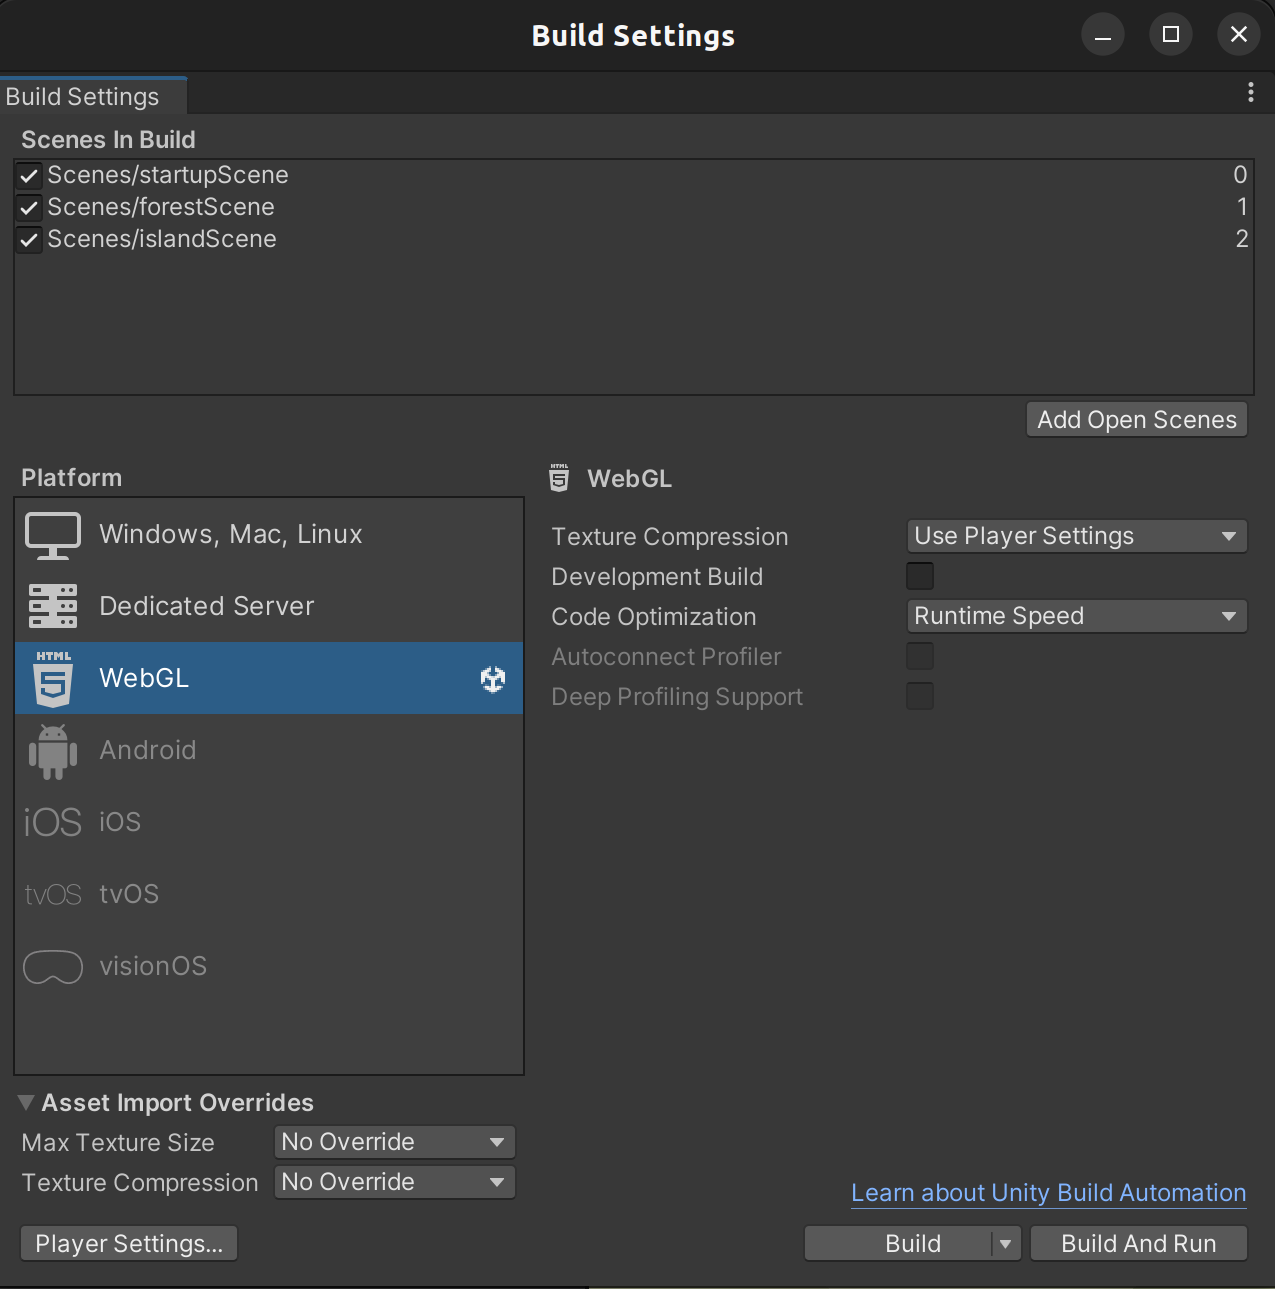 Build Settings
Build Settings
Scenes In Build
Scenes/startupScene 0
Scenes/forestScene 1
Scenes/islandScene 2
Add Open Scenes
Platform
Windows, Mac, Linux
Dedicated Server
HTML 5 WebGL
Android
iOS iOS
tvOS tvOS
visionOS
HTML 5 WebGL
Texture Compression Use Player Settings
Development Build
Code Optimization Runtime Speed
Autoconnect Profiler
Deep Profiling Support
Asset Import Overrides
Max Texture Size No Override
Texture Compression No Override
Learn about Unity Build Automation
Player Settings... Build Build And Run